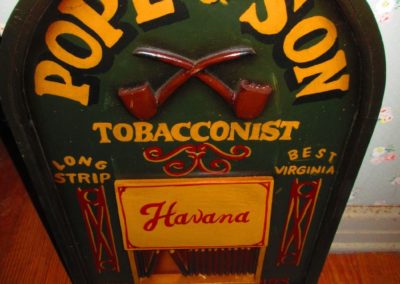 POPE & SON
TOBACCONIST
LONG STRIP
BEST VIRGINIA
Havana